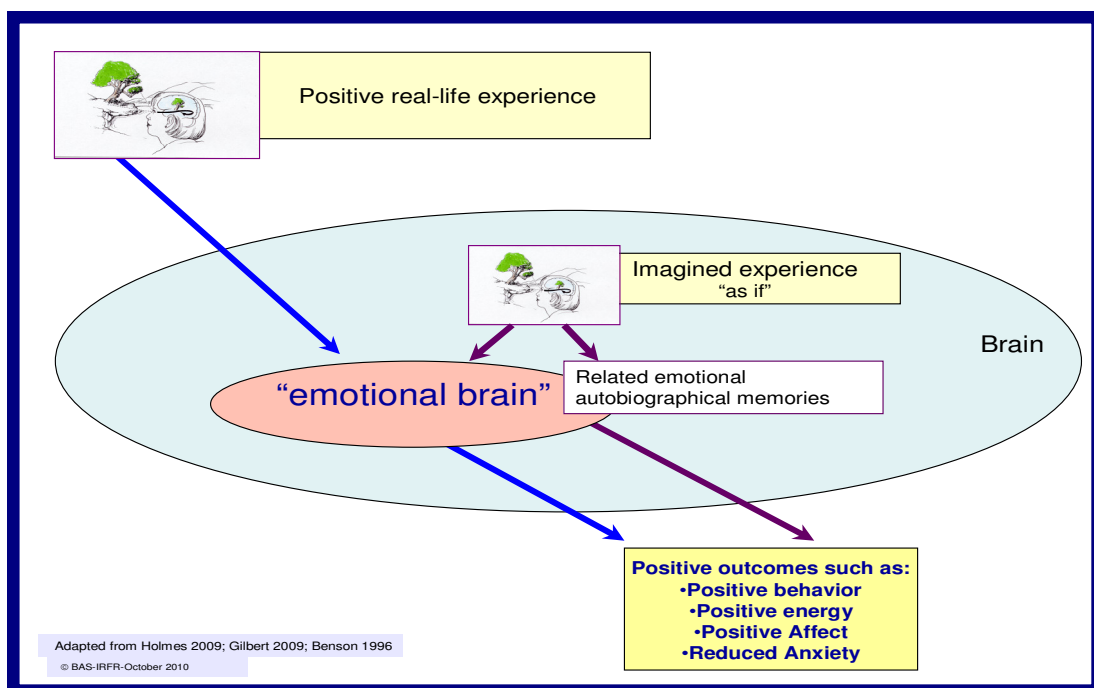 Positive real-life experience
Imagined experience
“as if”
Brain
“emotional brain”
Related emotional
autobiographical memories
Positive outcomes such as:
•Positive behavior
•Positive energy
•Positive Affect
•Reduced Anxiety
Adapted from Holmes 2009; Gilbert 2009; Benson 1996
© BAS-IRFR-October 2010